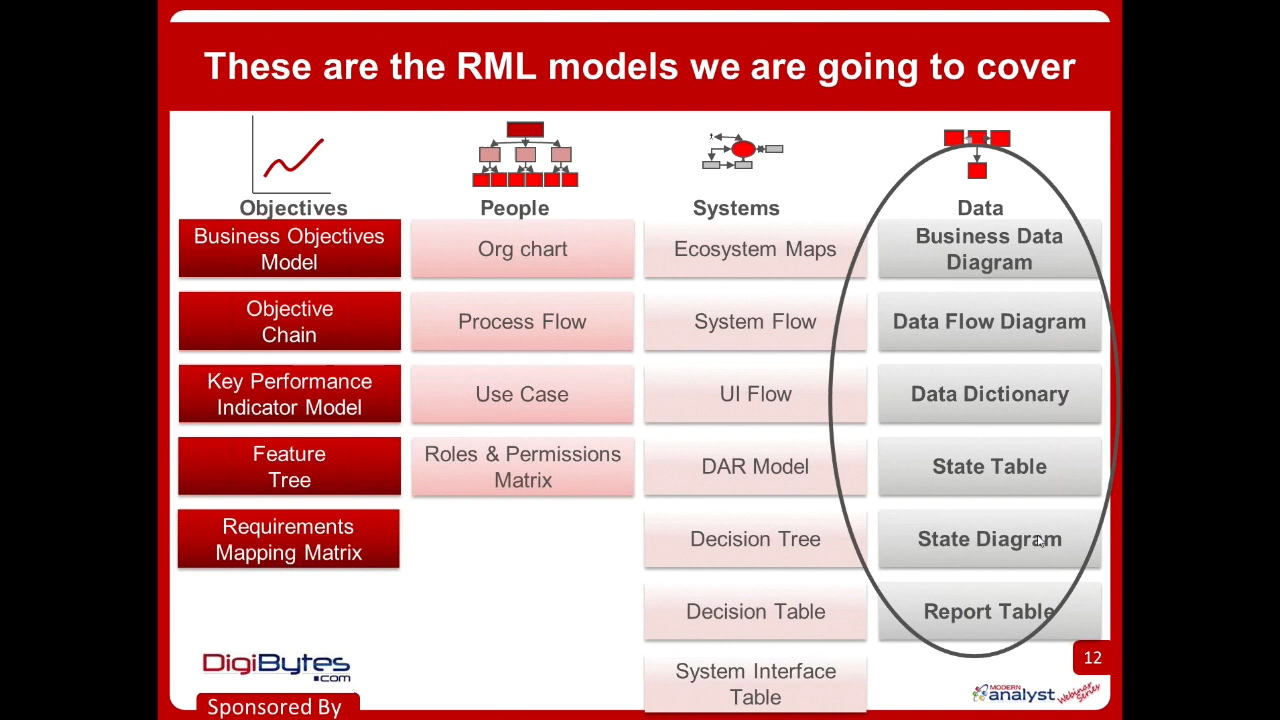 These are the RML models we are going to cover
Objectives
Business Objectives
Model
Objective
Chain
Key Performance
Indicator Model
Feature
Tree
Requirements
Mapping Matrix
People
Org chart
Process Flow
Use Case
Roles & Permissions
Matrix
Systems
Ecosystem Maps
System Flow
UI Flow
DAR Model
Decision Tree
Decision Table
System Interface
Table
Data
Business Data
Diagram
Data Flow Diagram
Data Dictionary
State Table
State Diagram
Report Table
12
DigiBytes
.com
Sponsored By
MODERN
analyst
Webinar
Series